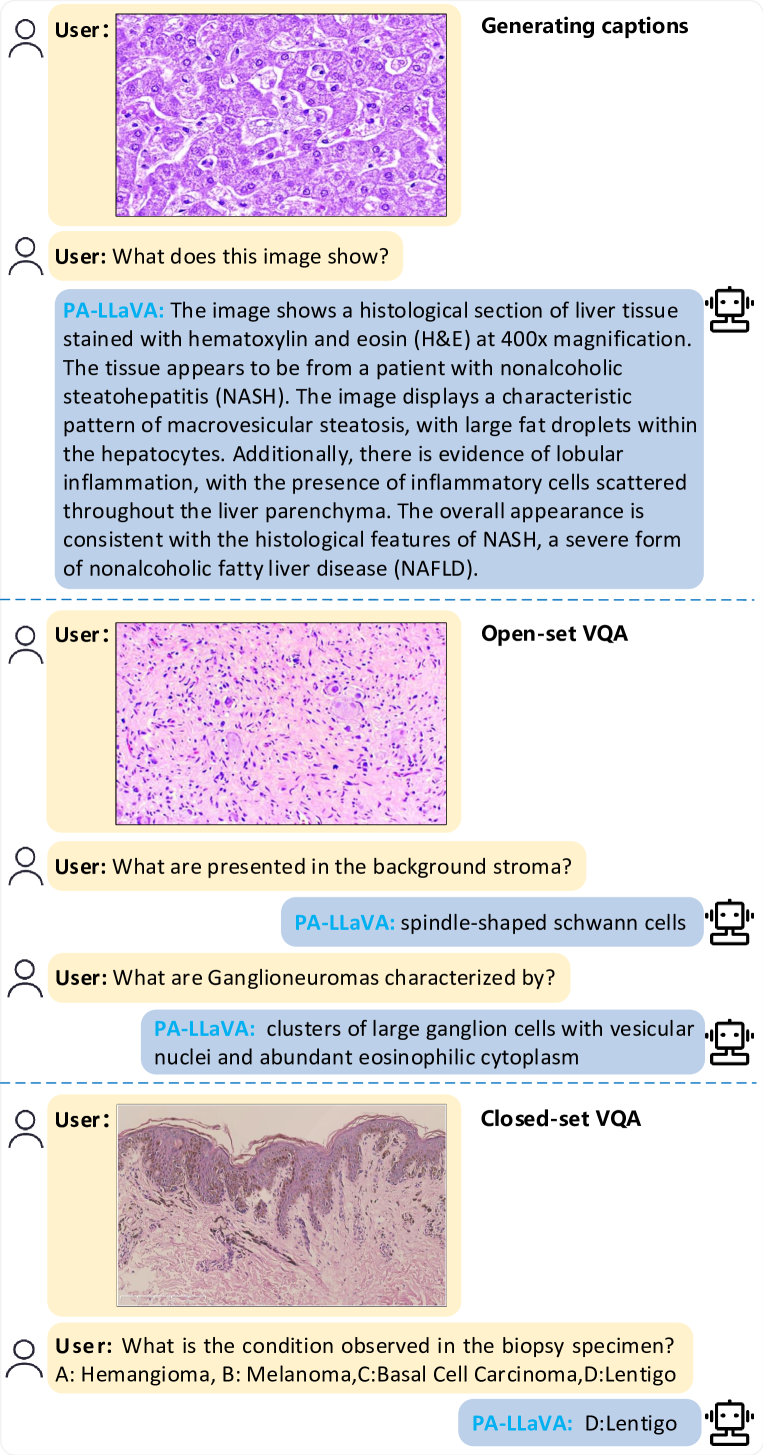 User:
Generating captions
User: What does this image show?
PA-LLaVA: The image shows a histological section of liver tissue
stained with hematoxylin and eosin (H&E) at 400x magnification.
The tissue appears to be from a patient with nonalcoholic
steatohepatitis (NASH). The image displays a characteristic
pattern of macrovesicular steatosis, with large fat droplets within
the hepatocytes. Additionally, there is evidence of lobular
inflammation, with the presence of inflammatory cells scattered
throughout the liver parenchyma. The overall appearance is
consistent with the histological features of NASH, a severe form
of nonalcoholic fatty liver disease (NAFLD).
User:
Open-set VQA
User: What are presented in the background stroma?
PA-LLaVA: spindle-shaped schwann cells
User: What are Ganglioneuromas characterized by?
PA-LLaVA: clusters of large ganglion cells with vesicular
nuclei and abundant eosinophilic cytoplasm
User:
Closed-set VQA
User: What is the condition observed in the biopsy specimen?
A: Hemangioma, B: Melanoma,C:Basal Cell Carcinoma,D:Lentigo
PA-LLaVA: D:Lentigo